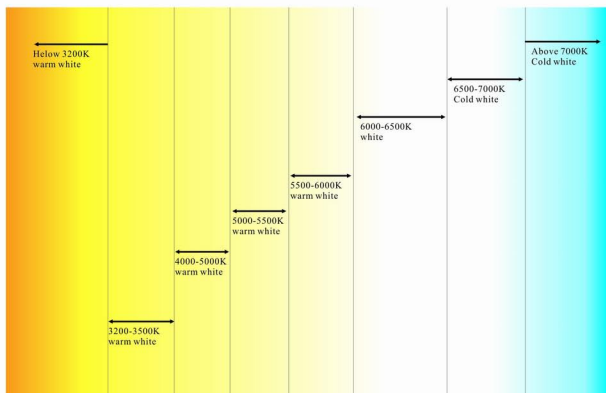 Helow 3200K
warm white
3200-3500K
warm white
4000-5000K
warm white
5000-5500K
warm white
5500-6000K
warm white
6000-6500K
white
6500-7000K
Cold white
Above 7000K
Cold white